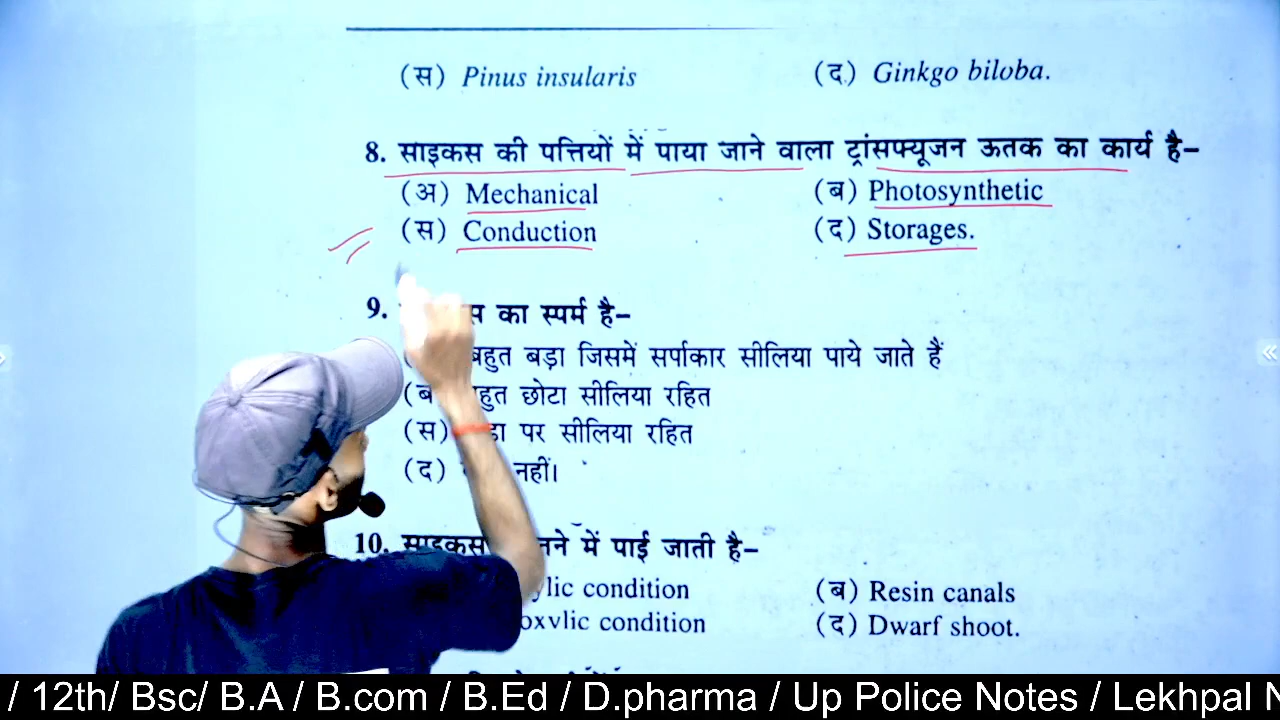 (स) Pinus insularis (द) Ginkgo biloba.
8. साइकस की पत्तियों में पाया जाने वाला ट्रांसफ्यूजन ऊतक का कार्य है–
(अ) Mechanical (ब) Photosynthetic
(स) Conduction (द) Storages.
9. का स्पर्म है–
बहुत बड़ा जिसमें सर्पाकार सीलिया पाये जाते हैं
(ब) छोटा सीलिया रहित
(स) पर सीलिया रहित
(द) नहीं।
10. साइकस में पाई जाती है–
condition (ब) Resin canals
condition (द) Dwarf shoot.
/ 12th/ Bsc/ B.A / B.com / B.Ed / D.pharma / Up Police Notes / Lekhpal